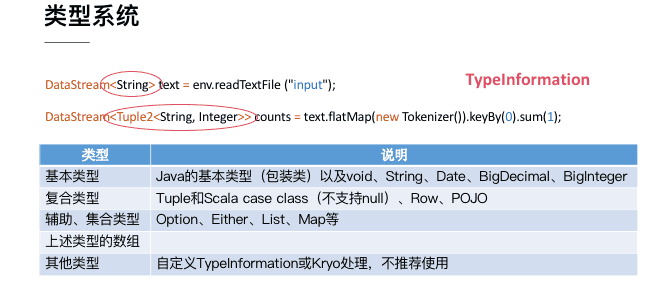 类型系统
DataStream<String> text = env.readTextFile ("input");
TypeInformation
DataStream<Tuple2<String, Integer>> counts = text.flatMap(new Tokenizer()).keyBy(0).sum(1);
类型 说明
基本类型 Java的基本类型（包装类）以及void、String、Date、BigDecimal、BigInteger
复合类型 Tuple和Scala case class（不支持null）、Row、POJO
辅助、集合类型 Option、Either、List、Map等
上述类型的数组
其他类型 自定义TypeInformation或Kryo处理，不推荐使用